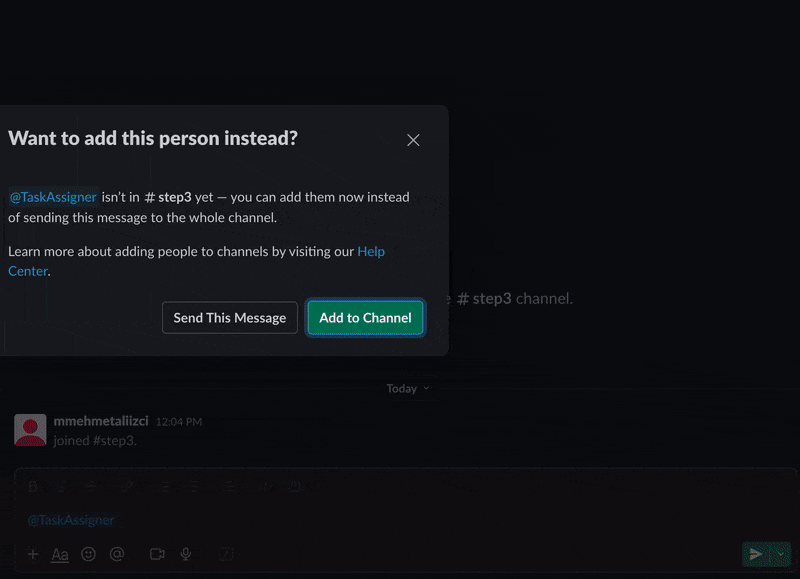 Want to add this person instead?
@TaskAssigner isn't in # step3 yet — you can add them now instead
of sending this message to the whole channel.
Learn more about adding people to channels by visiting our Help
Center.
Send This Message
Add to Channel
# step3 channel.
Today
mmehmetaliizci 12:04 PM
joined #step3.
@TaskAssigner
Aa